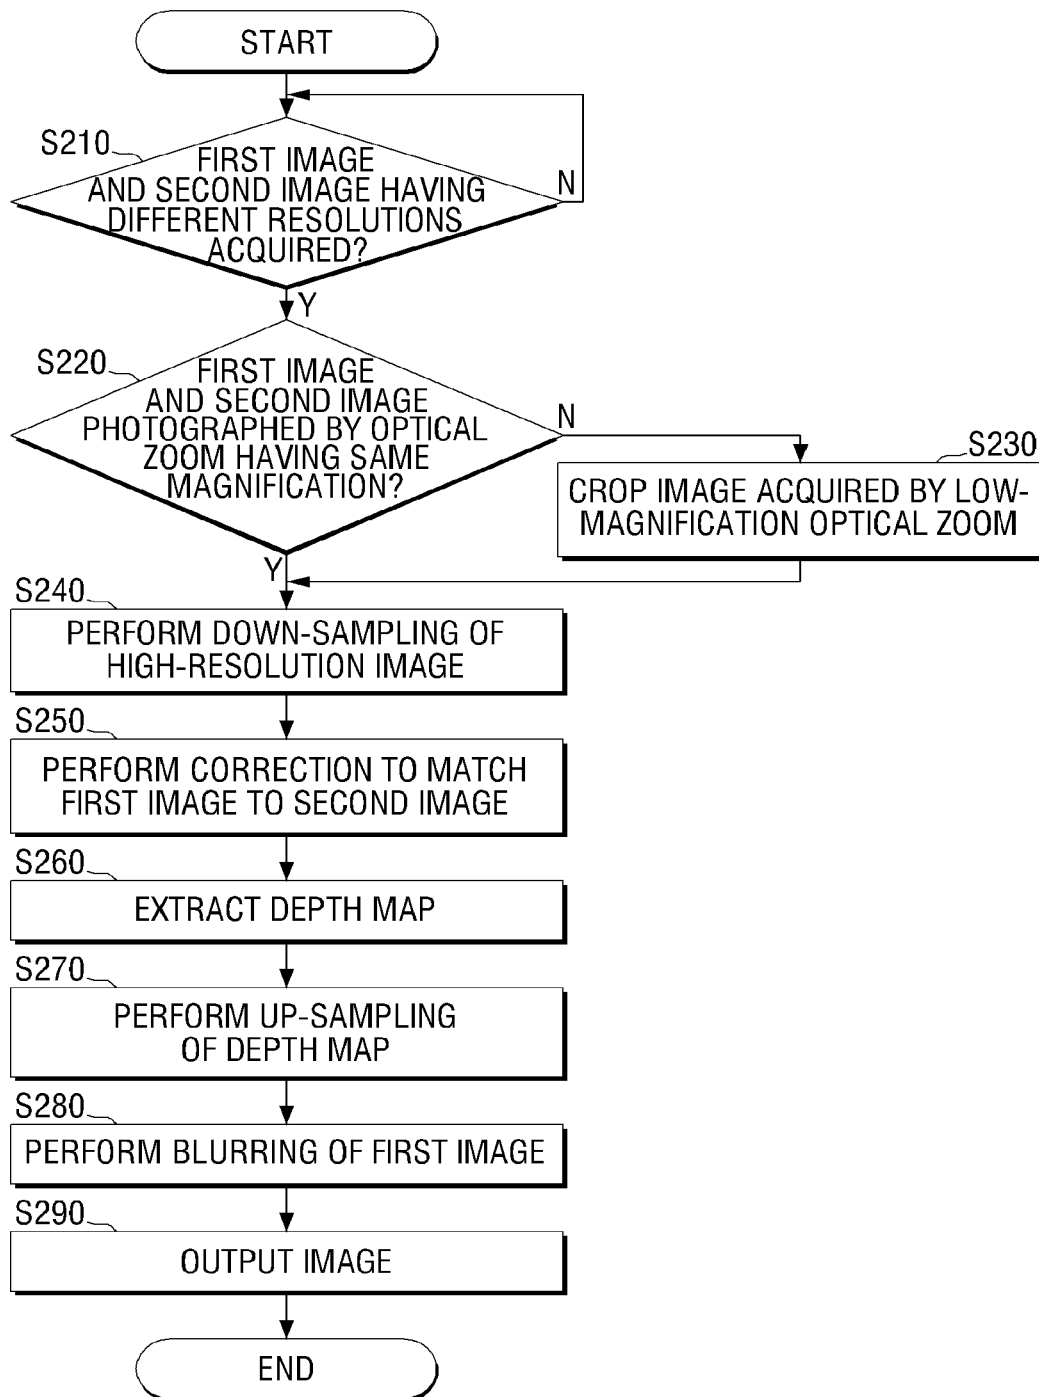 START
S210
FIRST IMAGE
AND SECOND IMAGE HAVING
DIFFERENT RESOLUTIONS
ACQUIRED?
N
Y
S220
FIRST IMAGE
AND SECOND IMAGE
PHOTOGRAPHED BY OPTICAL
ZOOM HAVING SAME
MAGNIFICATION?
N
S230
CROP IMAGE ACQUIRED BY LOW-
MAGNIFICATION OPTICAL ZOOM
Y
S240
PERFORM DOWN-SAMPLING OF
HIGH-RESOLUTION IMAGE
S250
PERFORM CORRECTION TO MATCH
FIRST IMAGE TO SECOND IMAGE
S260
EXTRACT DEPTH MAP
S270
PERFORM UP-SAMPLING
OF DEPTH MAP
S280
PERFORM BLURRING OF FIRST IMAGE
S290
OUTPUT IMAGE
END